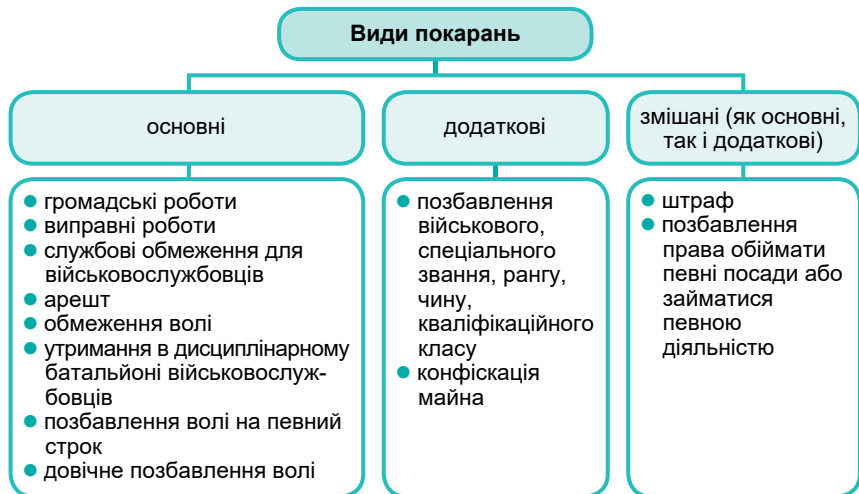 Види покарань
основні
додаткові
змішані (як основні,
так і додаткові)
громадські роботи
виправні роботи
службові обмеження для
військовослужбовців
арешт
обмеження волі
утримання в дисциплінарному
батальйоні військовослуж-
бовців
позбавлення волі на певний
строк
довічне позбавлення волі
позбавлення
військового,
спеціального
звання, рангу,
чину,
кваліфікаційного
класу
конфіскація
майна
штраф
позбавлення
права обіймати
певні посади або
займатися
певною
діяльністю